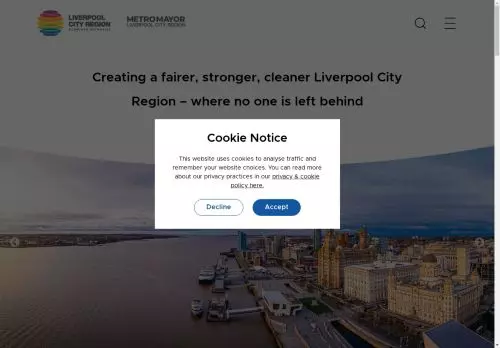 LIVERPOOL
CITY REGION
METRO MAYOR
LIVERPOOL CITY REGION
Creating a fairer, stronger, cleaner Liverpool City
Region – where no one is left behind
Cookie Notice
This website uses cookies to analyse traffic and
remember your website choices. You can read more
about our privacy practices in our privacy & cookie
policy here.
Decline
Accept